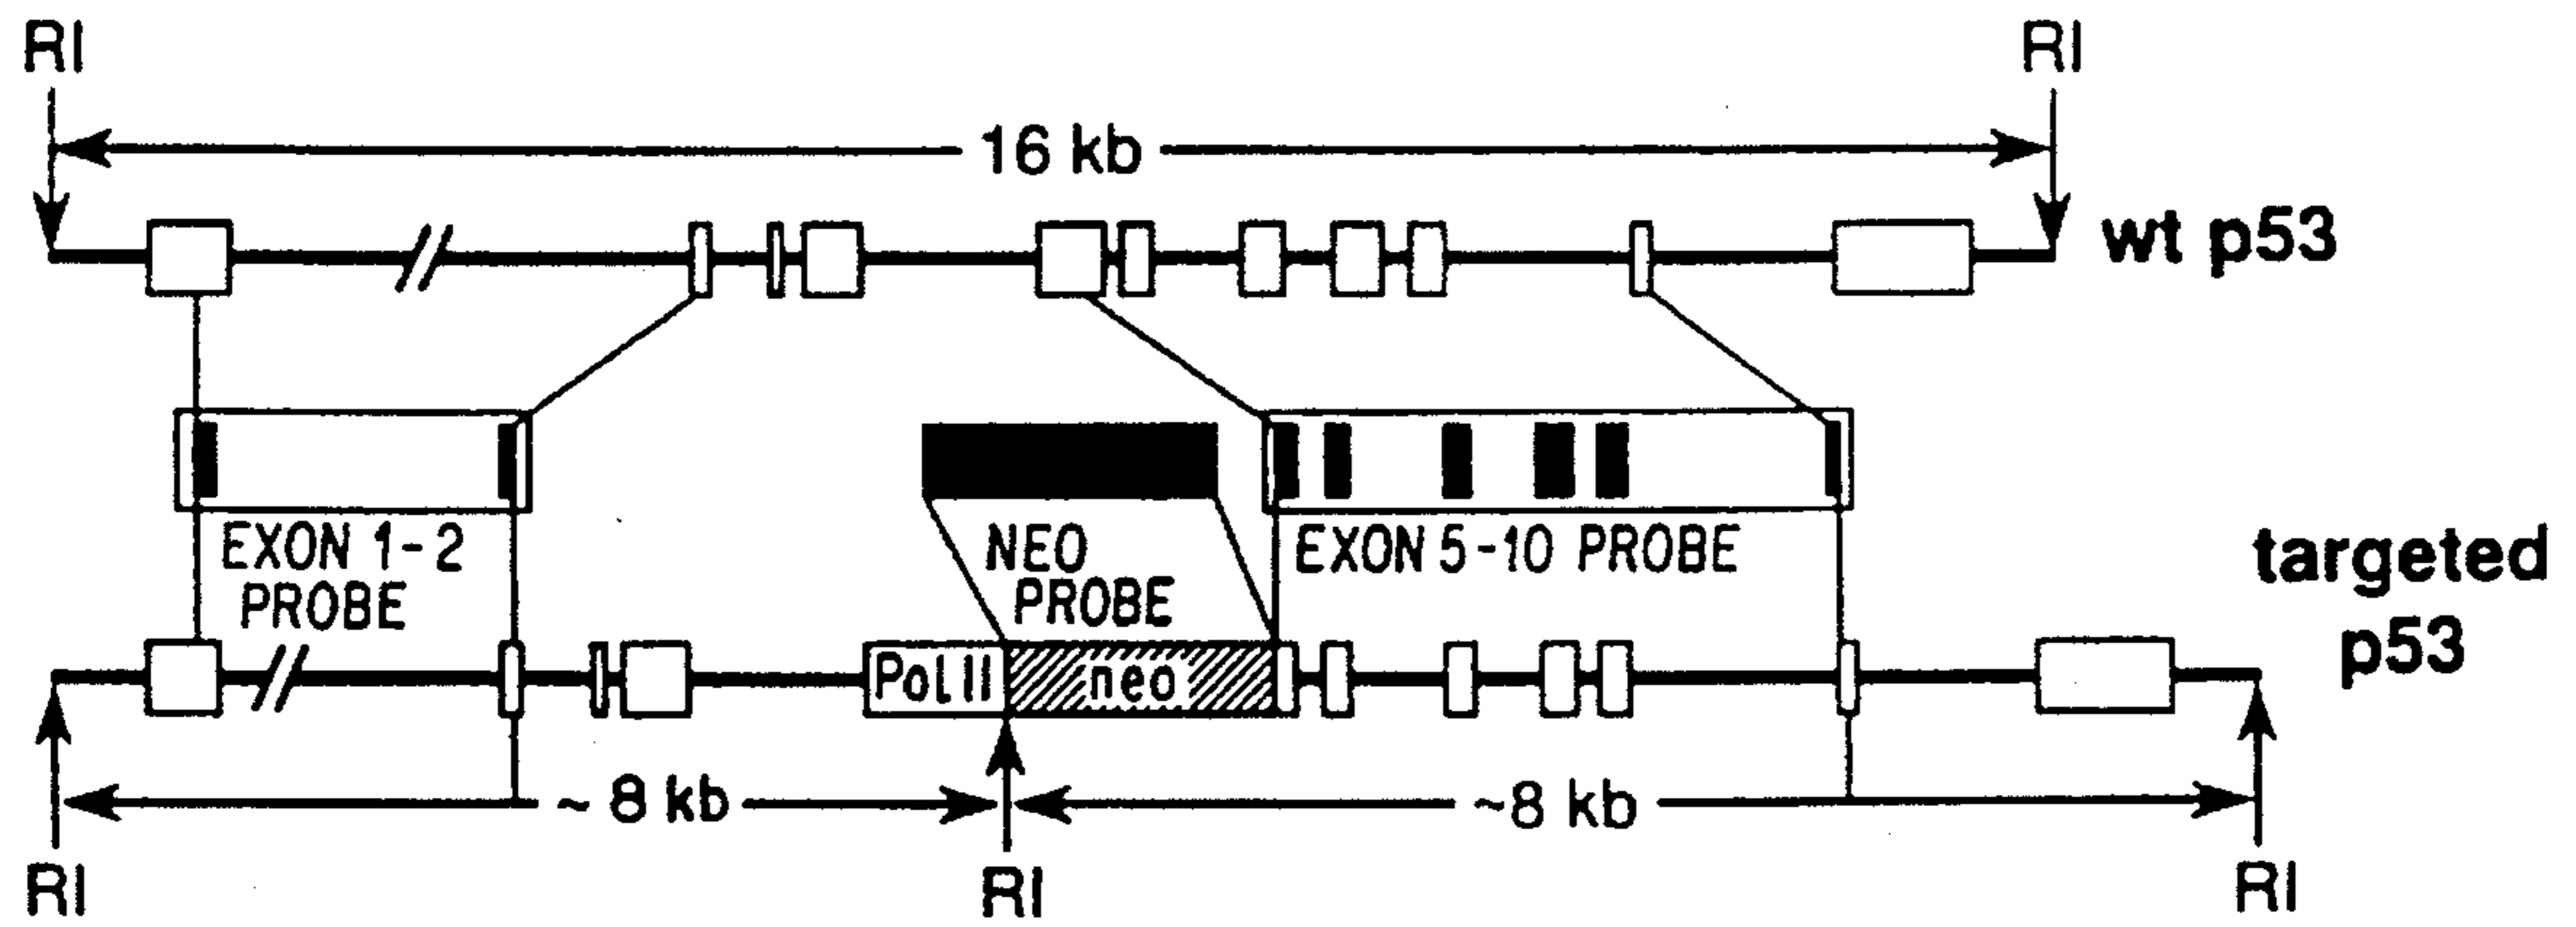 RI
RI
16 kb
wt p53
EXON 1-2
PROBE
NEO
PROBE
EXON 5-10 PROBE
targeted
p53
Pol II
neo
~ 8 kb
~8 kb
RI
RI
RI